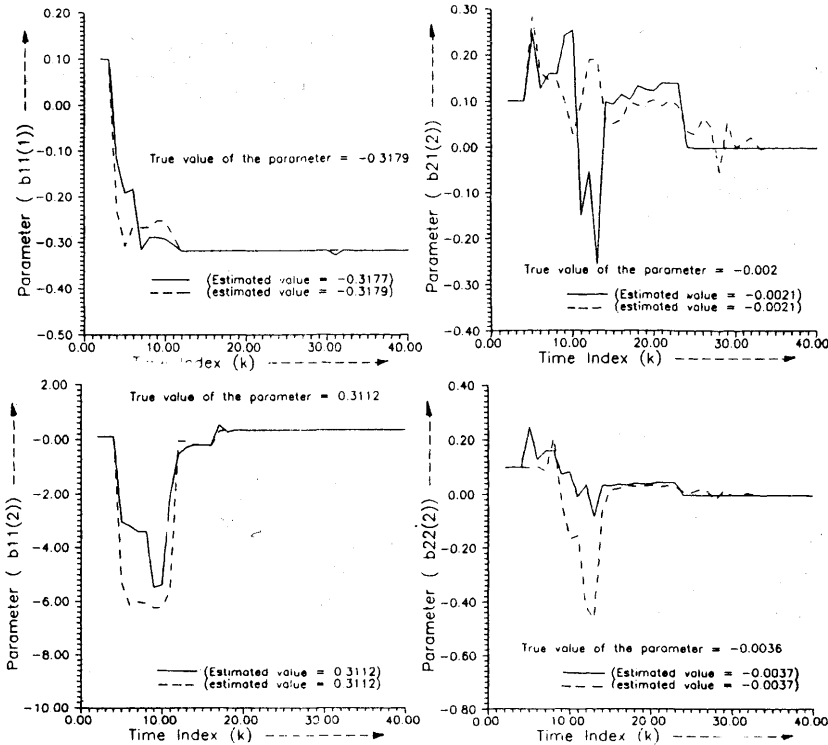 Parameter ( b11(1))
0.10
0.00
-0.10
-0.20
-0.30
-0.40
-0.50
True value of the parameter = -0.3179
(Estimated value = -0.3177)
(estimated value = -0.3179)
0.00 10.00 20.00 30.00 40.00
Time Index (k)
Parameter ( b21(2))
0.30
0.20
0.10
0.00
-0.10
-0.20
-0.30
-0.40
True value of the parameter = -0.002
(Estimated value = -0.0021)
(estimated value = -0.0021)
0.00 10.00 20.00 30.00 40.00
Time Index (k)
Parameter ( b11(2))
2.00
-0.00
-2.00
-4.00
-6.00
-8.00
-10.00
True value of the parameter = 0.3112
(Estimated value = 0.3112)
(estimated value = 0.3112)
0.00 10.00 20.00 30.00 40.00
Time Index (k)
Parameter ( b22(2))
0.40
0.20
0.00
-0.20
-0.40
-0.60
-0.80
True value of the parameter = -0.0036
(Estimated value = -0.0037)
(estimated value = -0.0037)
0.00 10.00 20.00 30.00 40.00
Time Index (k)